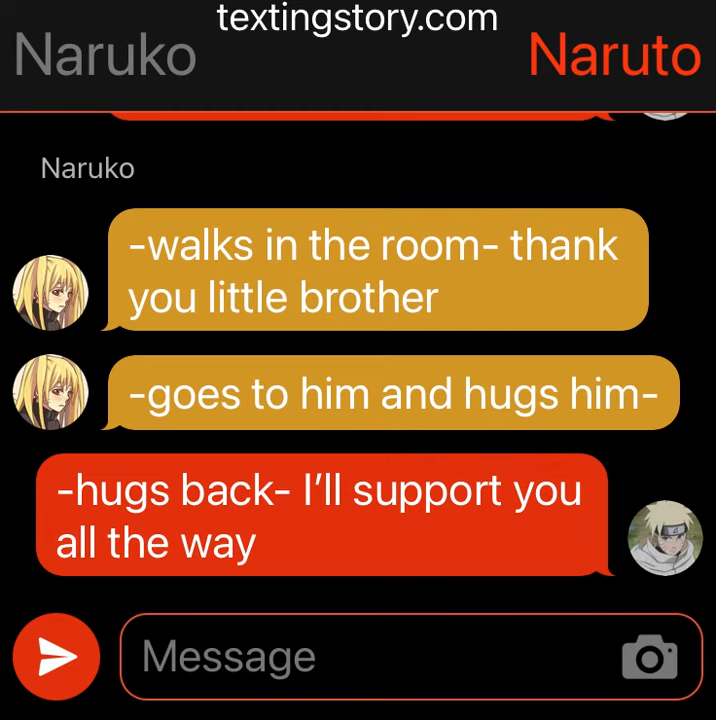 textingstory.com
Naruko
Naruto
Naruko
-walks in the room- thank
you little brother
-goes to him and hugs him-
-hugs back- I’ll support you
all the way
Message